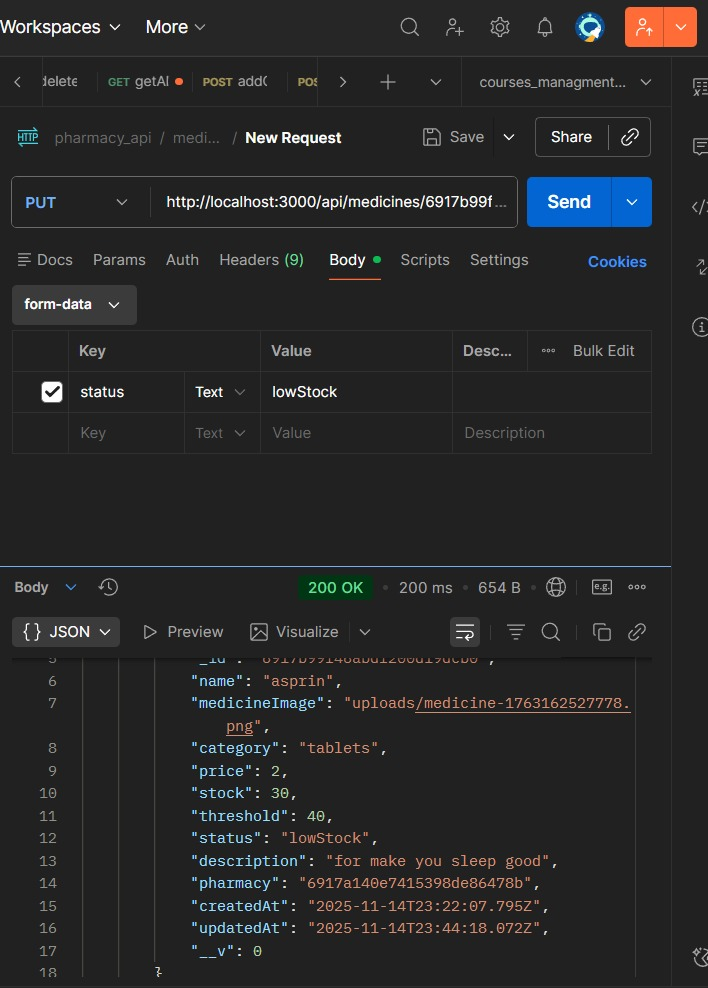 Workspaces More
delete GET getAl POST addC POS courses_managment...
HTTP pharmacy_api / medi... / New Request Save Share
PUT http://localhost:3000/api/medicines/6917b99f...
Send
Docs Params Auth Headers (9) Body Scripts Settings Cookies
form-data
Key Value Desc... Bulk Edit
status Text lowStock
Key Text Value Description
Body 200 OK 200 ms 654 B e.g.
{} JSON Preview Visualize
6 "name": "asprin",
7 "medicineImage": "uploads/medicine-1763162527778.
png",
8 "category": "tablets",
9 "price": 2,
10 "stock": 30,
11 "threshold": 40,
12 "status": "lowStock",
13 "description": "for make you sleep good",
14 "pharmacy": "6917a140e7415398de86478b",
15 "createdAt": "2025-11-14T23:22:07.795Z",
16 "updatedAt": "2025-11-14T23:44:18.072Z",
17 "__v": 0
18 }